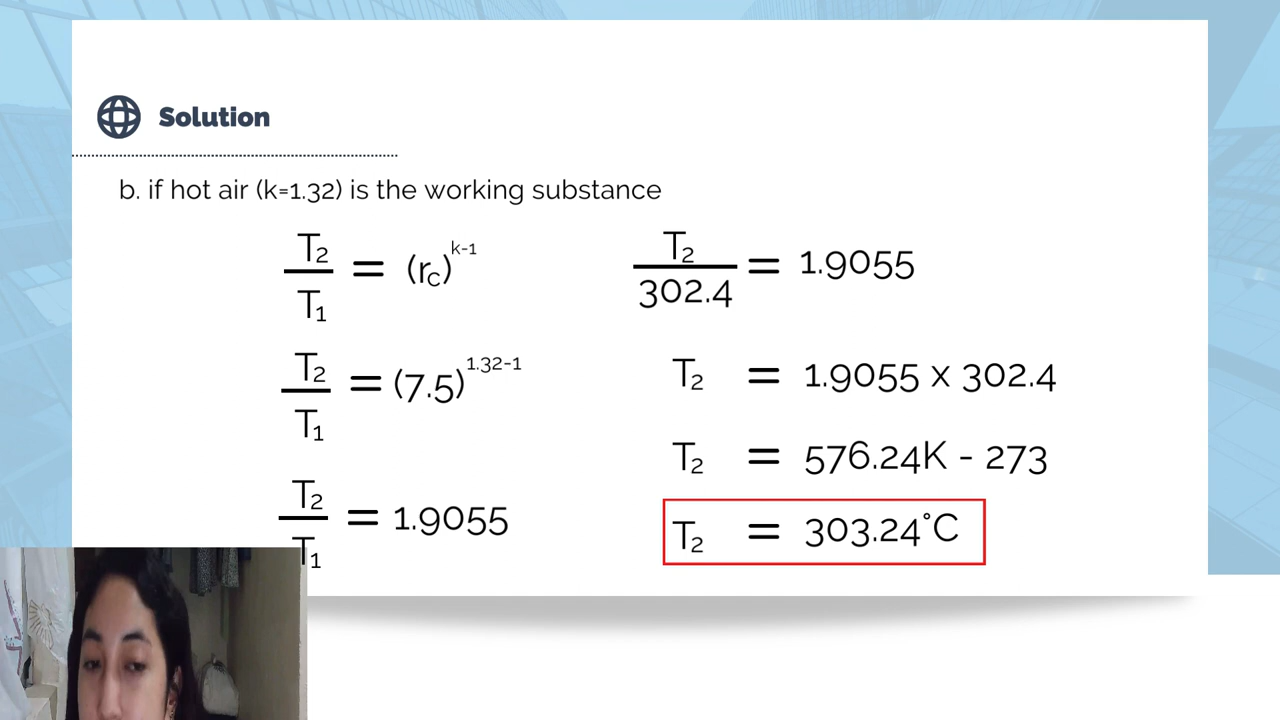 Solution
b. if hot air (k=1.32) is the working substance
T₂/T₁ = (r꜀)ᵏ⁻¹
T₂/T₁ = (7.5)¹·³²⁻¹
T₂/T₁ = 1.9055
T₂/302.4 = 1.9055
T₂ = 1.9055 x 302.4
T₂ = 576.24K - 273
T₂ = 303.24°C